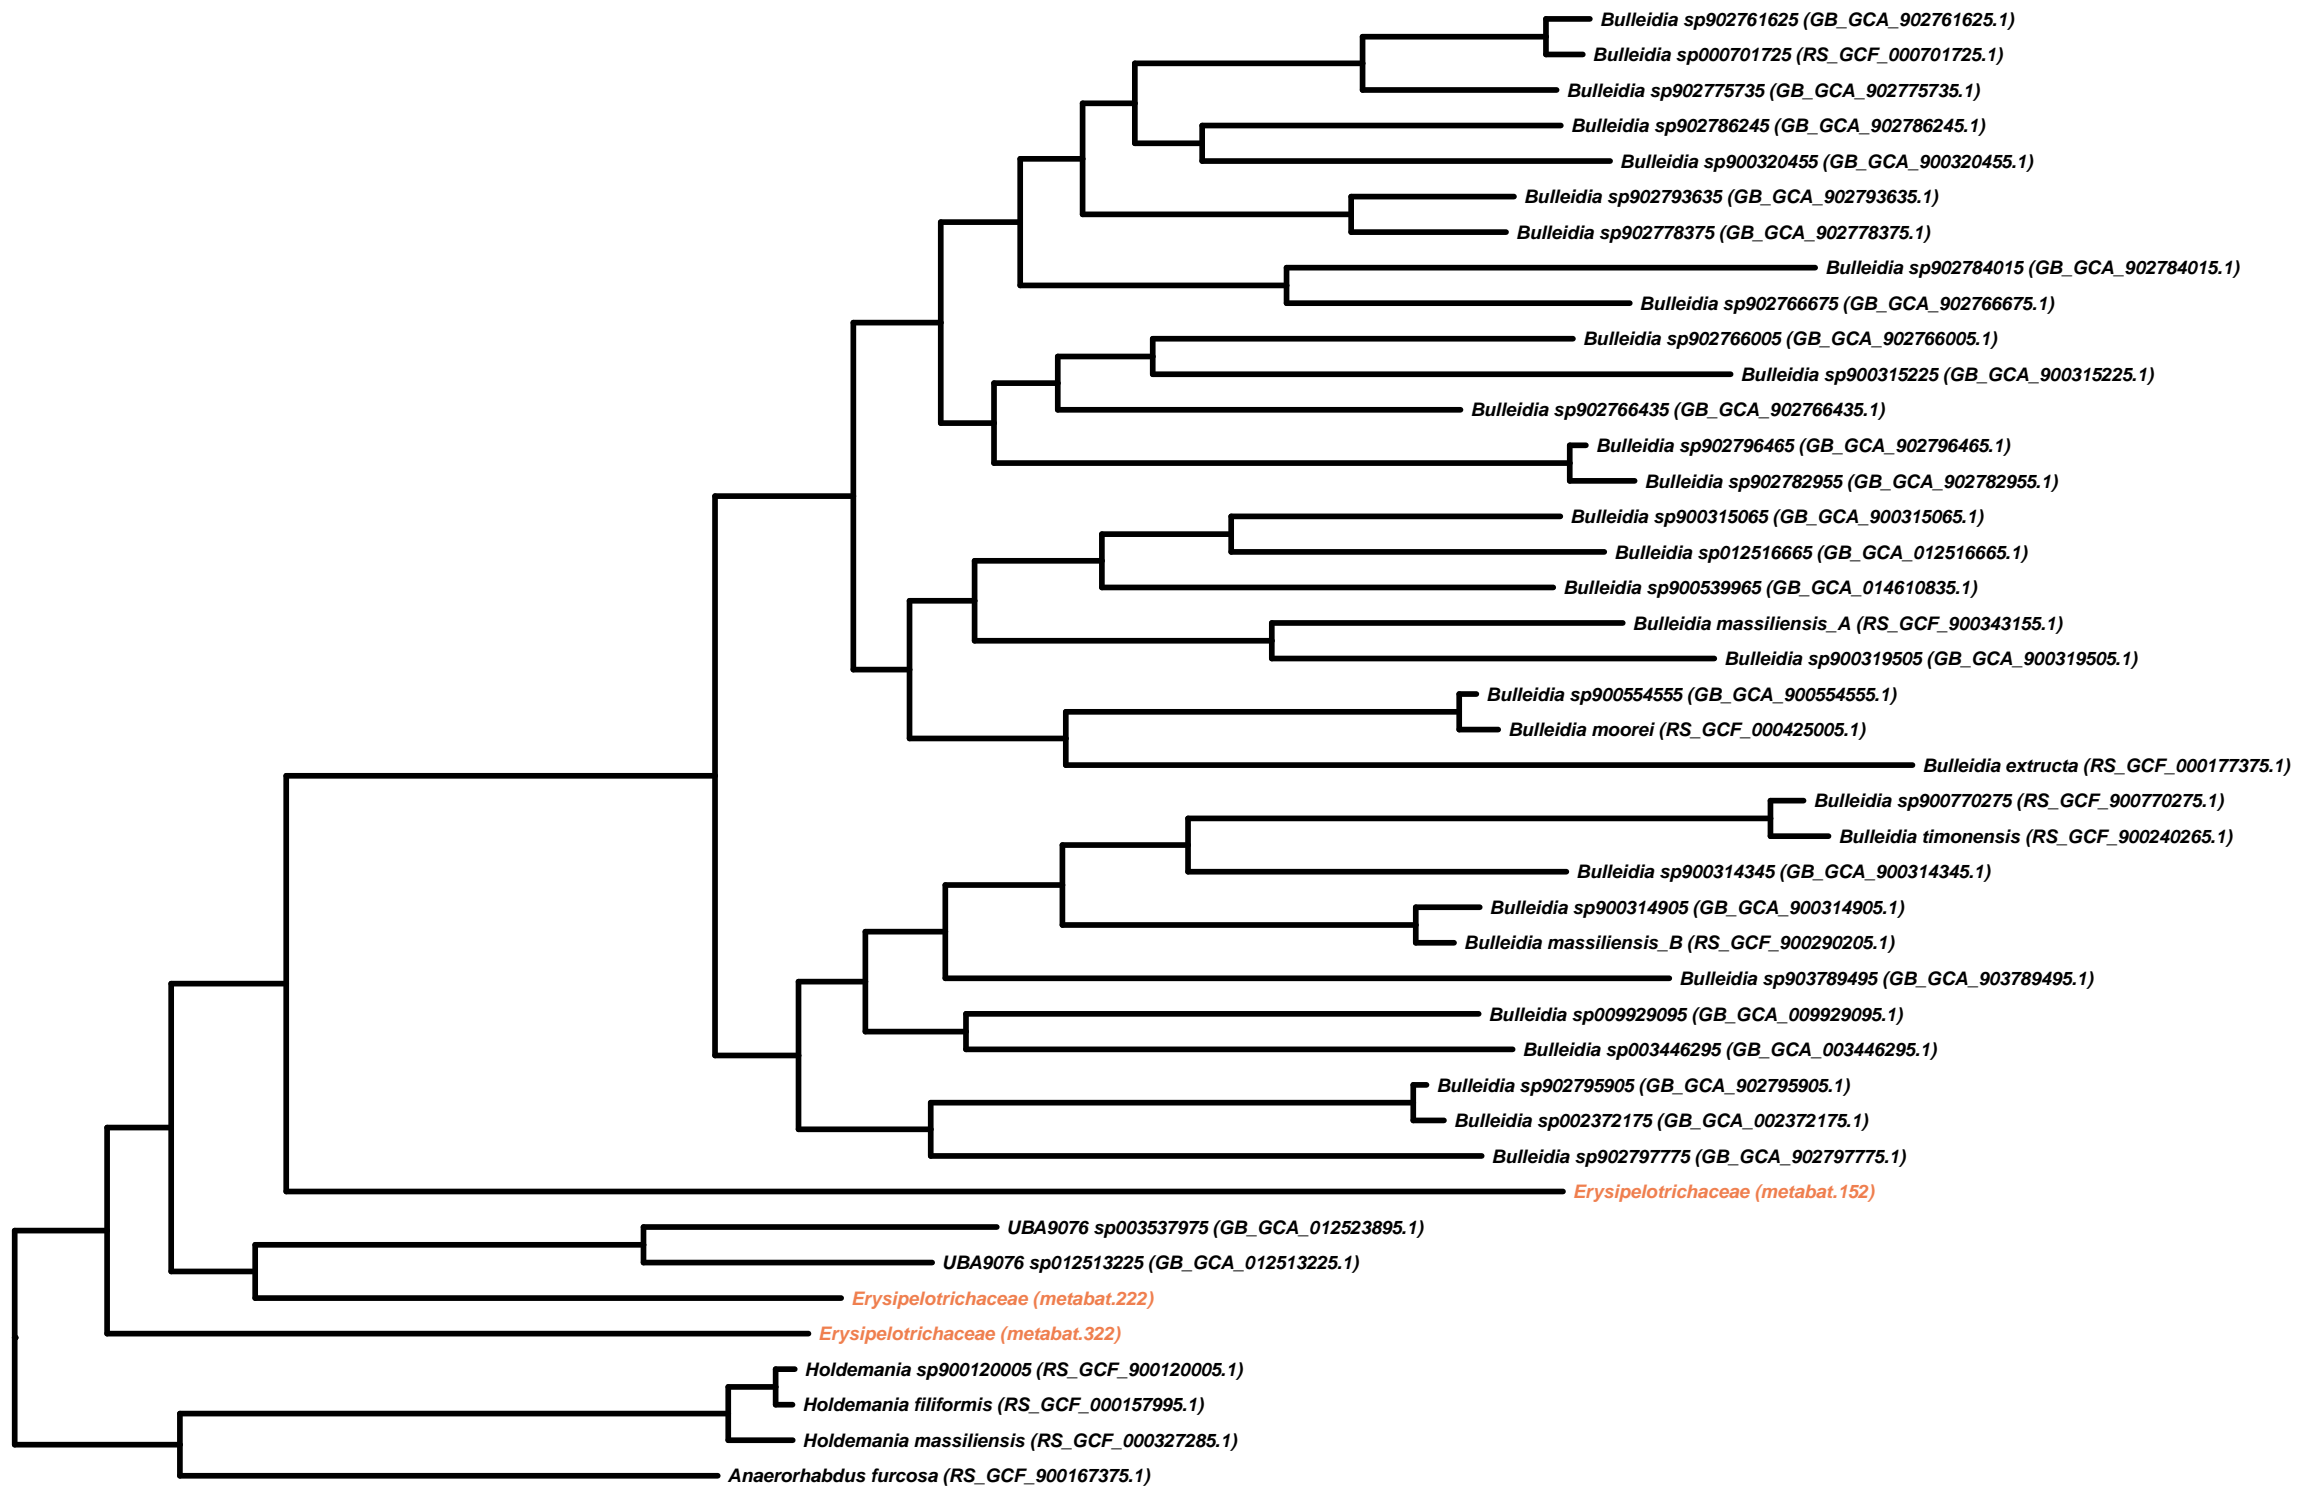 Bulleidia sp902761625 (GB_GCA_902761625.1)
Bulleidia sp000701725 (RS_GCF_000701725.1)
Bulleidia sp902775735 (GB_GCA_902775735.1)
Bulleidia sp902786245 (GB_GCA_902786245.1)
Bulleidia sp900320455 (GB_GCA_900320455.1)
Bulleidia sp902793635 (GB_GCA_902793635.1)
Bulleidia sp902778375 (GB_GCA_902778375.1)
Bulleidia sp902784015 (GB_GCA_902784015.1)
Bulleidia sp902766675 (GB_GCA_902766675.1)
Bulleidia sp902766005 (GB_GCA_902766005.1)
Bulleidia sp900315225 (GB_GCA_900315225.1)
Bulleidia sp902766435 (GB_GCA_902766435.1)
Bulleidia sp902796465 (GB_GCA_902796465.1)
Bulleidia sp902782955 (GB_GCA_902782955.1)
Bulleidia sp900315065 (GB_GCA_900315065.1)
Bulleidia sp012516665 (GB_GCA_012516665.1)
Bulleidia sp900539965 (GB_GCA_014610835.1)
Bulleidia massiliensis_A (RS_GCF_900343155.1)
Bulleidia sp900319505 (GB_GCA_900319505.1)
Bulleidia sp900554555 (GB_GCA_900554555.1)
Bulleidia moorei (RS_GCF_000425005.1)
Bulleidia extructa (RS_GCF_000177375.1)
Bulleidia sp900770275 (RS_GCF_900770275.1)
Bulleidia timonensis (RS_GCF_900240265.1)
Bulleidia sp900314345 (GB_GCA_900314345.1)
Bulleidia sp900314905 (GB_GCA_900314905.1)
Bulleidia massiliensis_B (RS_GCF_900290205.1)
Bulleidia sp903789495 (GB_GCA_903789495.1)
Bulleidia sp009929095 (GB_GCA_009929095.1)
Bulleidia sp003446295 (GB_GCA_003446295.1)
Bulleidia sp902795905 (GB_GCA_902795905.1)
Bulleidia sp002372175 (GB_GCA_002372175.1)
Bulleidia sp902797775 (GB_GCA_902797775.1)
Erysipelotrichaceae (metabat.152)
UBA9076 sp003537975 (GB_GCA_012523895.1)
UBA9076 sp012513225 (GB_GCA_012513225.1)
Erysipelotrichaceae (metabat.222)
Erysipelotrichaceae (metabat.322)
Holdemania sp900120005 (RS_GCF_900120005.1)
Holdemania filiformis (RS_GCF_000157995.1)
Holdemania massiliensis (RS_GCF_000327285.1)
Anaerorhabdus furcosa (RS_GCF_900167375.1)